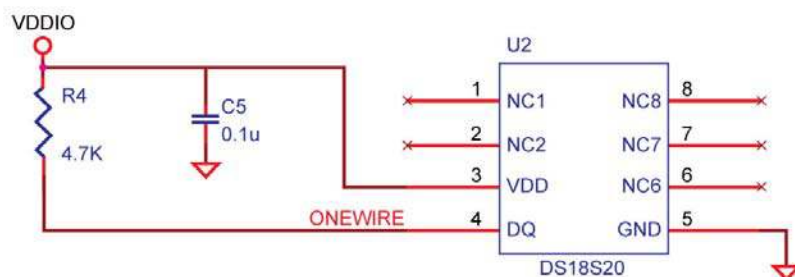 VDDIO
U2
R4
4.7K
C5
0.1u
1 NC1 NC8 8
2 NC2 NC7 7
3 VDD NC6 6
ONEWIRE 4 DQ GND 5
DS18S20